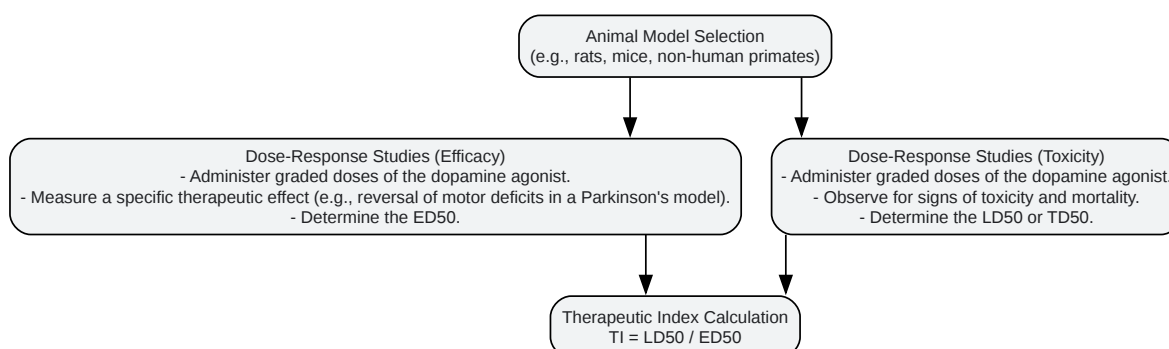 Animal Model Selection
(e.g., rats, mice, non-human primates)
Dose-Response Studies (Efficacy)
- Administer graded doses of the dopamine agonist.
- Measure a specific therapeutic effect (e.g., reversal of motor deficits in a Parkinson's model).
- Determine the ED50.
Dose-Response Studies (Toxicity)
- Administer graded doses of the dopamine agonist.
- Observe for signs of toxicity and mortality.
- Determine the LD50 or TD50.
Therapeutic Index Calculation
TI = LD50 / ED50